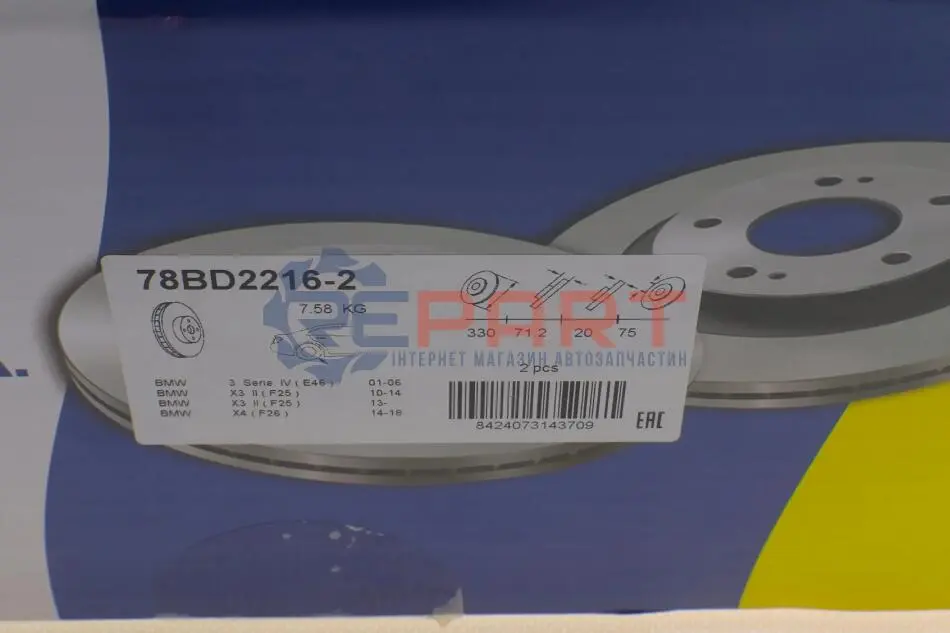 78BD2216-2
7.58 KG
330 71,2 20 75
2 pcs
BMW 3 Serie IV ( E46 ) 01-06
BMW X3 II ( F25 ) 10-14
BMW X3 II ( F25 ) 13-
BMW X4 ( F26 ) 14-18
8424073143709
EAC
REPART
ІНТЕРНЕТ МАГАЗИН АВТОЗАПЧАСТИН
A.